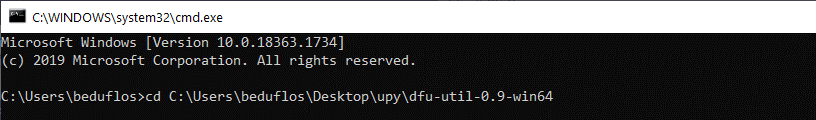 C:\WINDOWS\system32\cmd.exe
Microsoft Windows [Version 10.0.18363.1734]
(c) 2019 Microsoft Corporation. All rights reserved.
C:\Users\beduflos>cd C:\Users\beduflos\Desktop\upy\dfu-util-0.9-win64